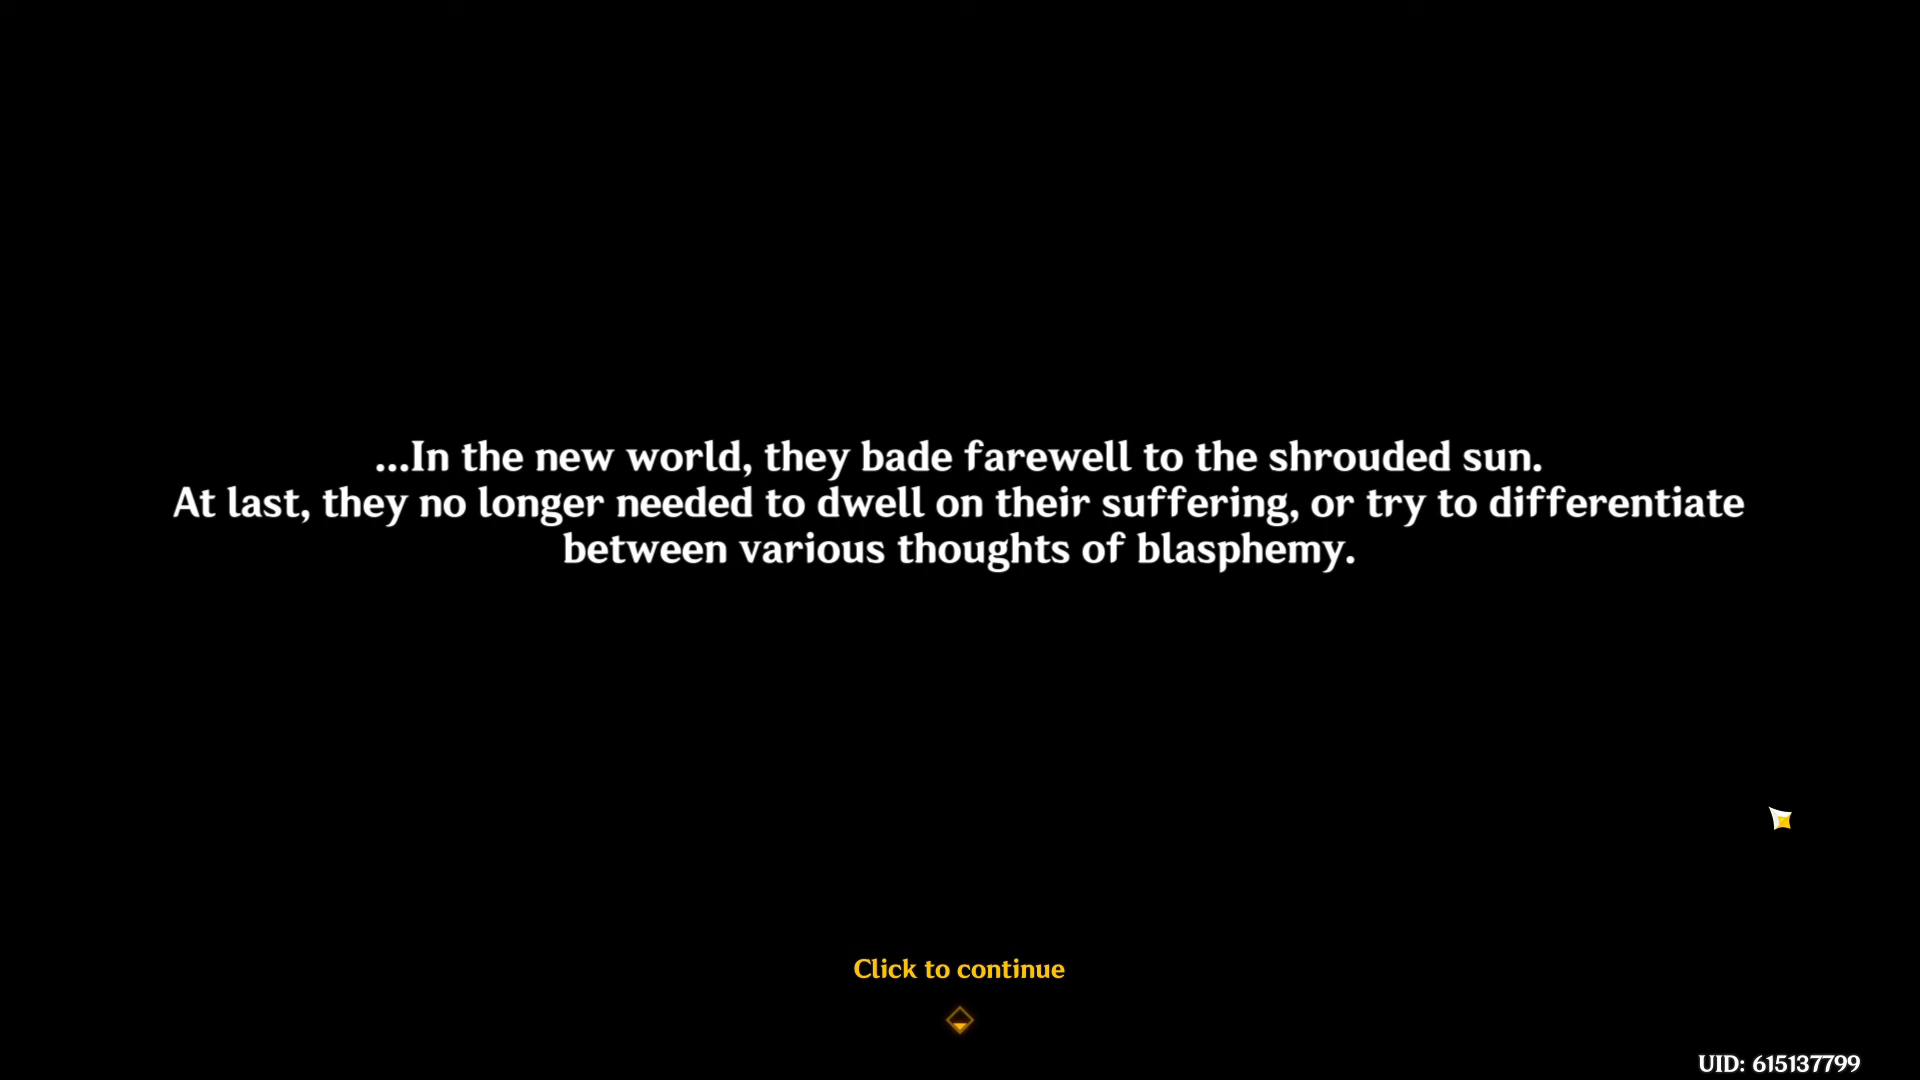 ...In the new world, they bade farewell to the shrouded sun.
At last, they no longer needed to dwell on their suffering, or try to differentiate
between various thoughts of blasphemy.
Click to continue
UID: 615137799